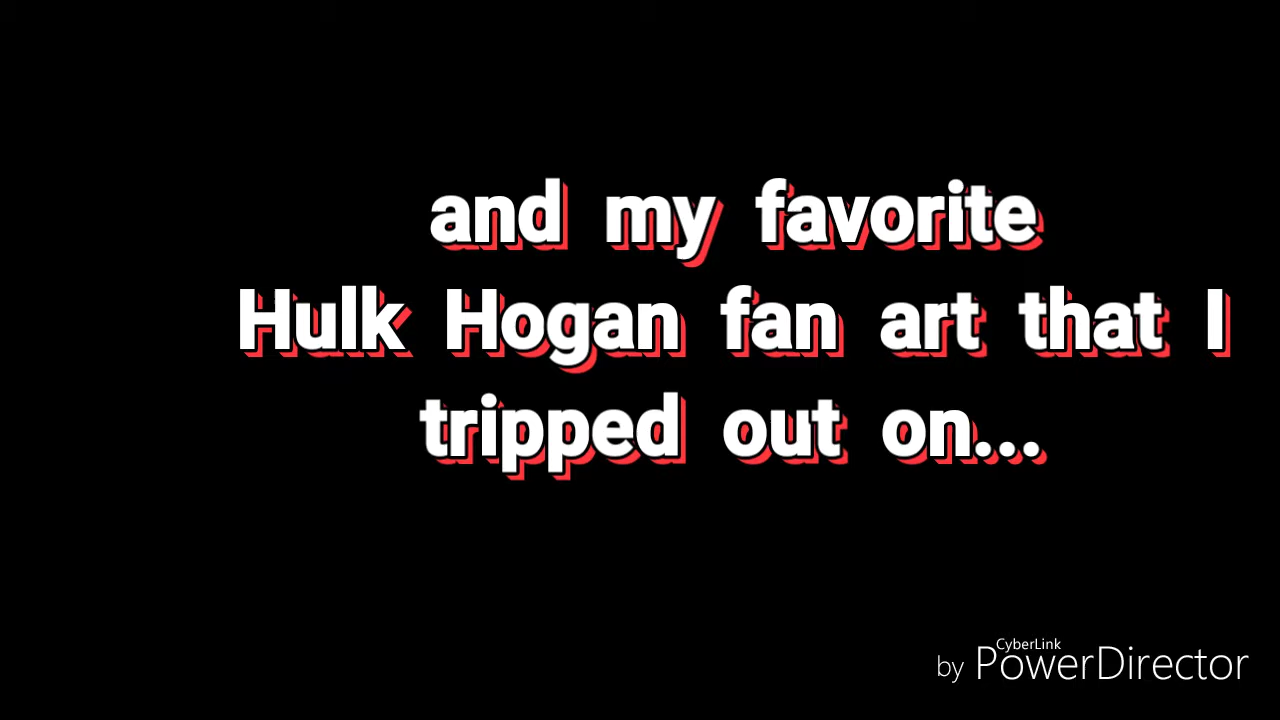 and my favorite
Hulk Hogan fan art that I
tripped out on...
CyberLink
by PowerDirector